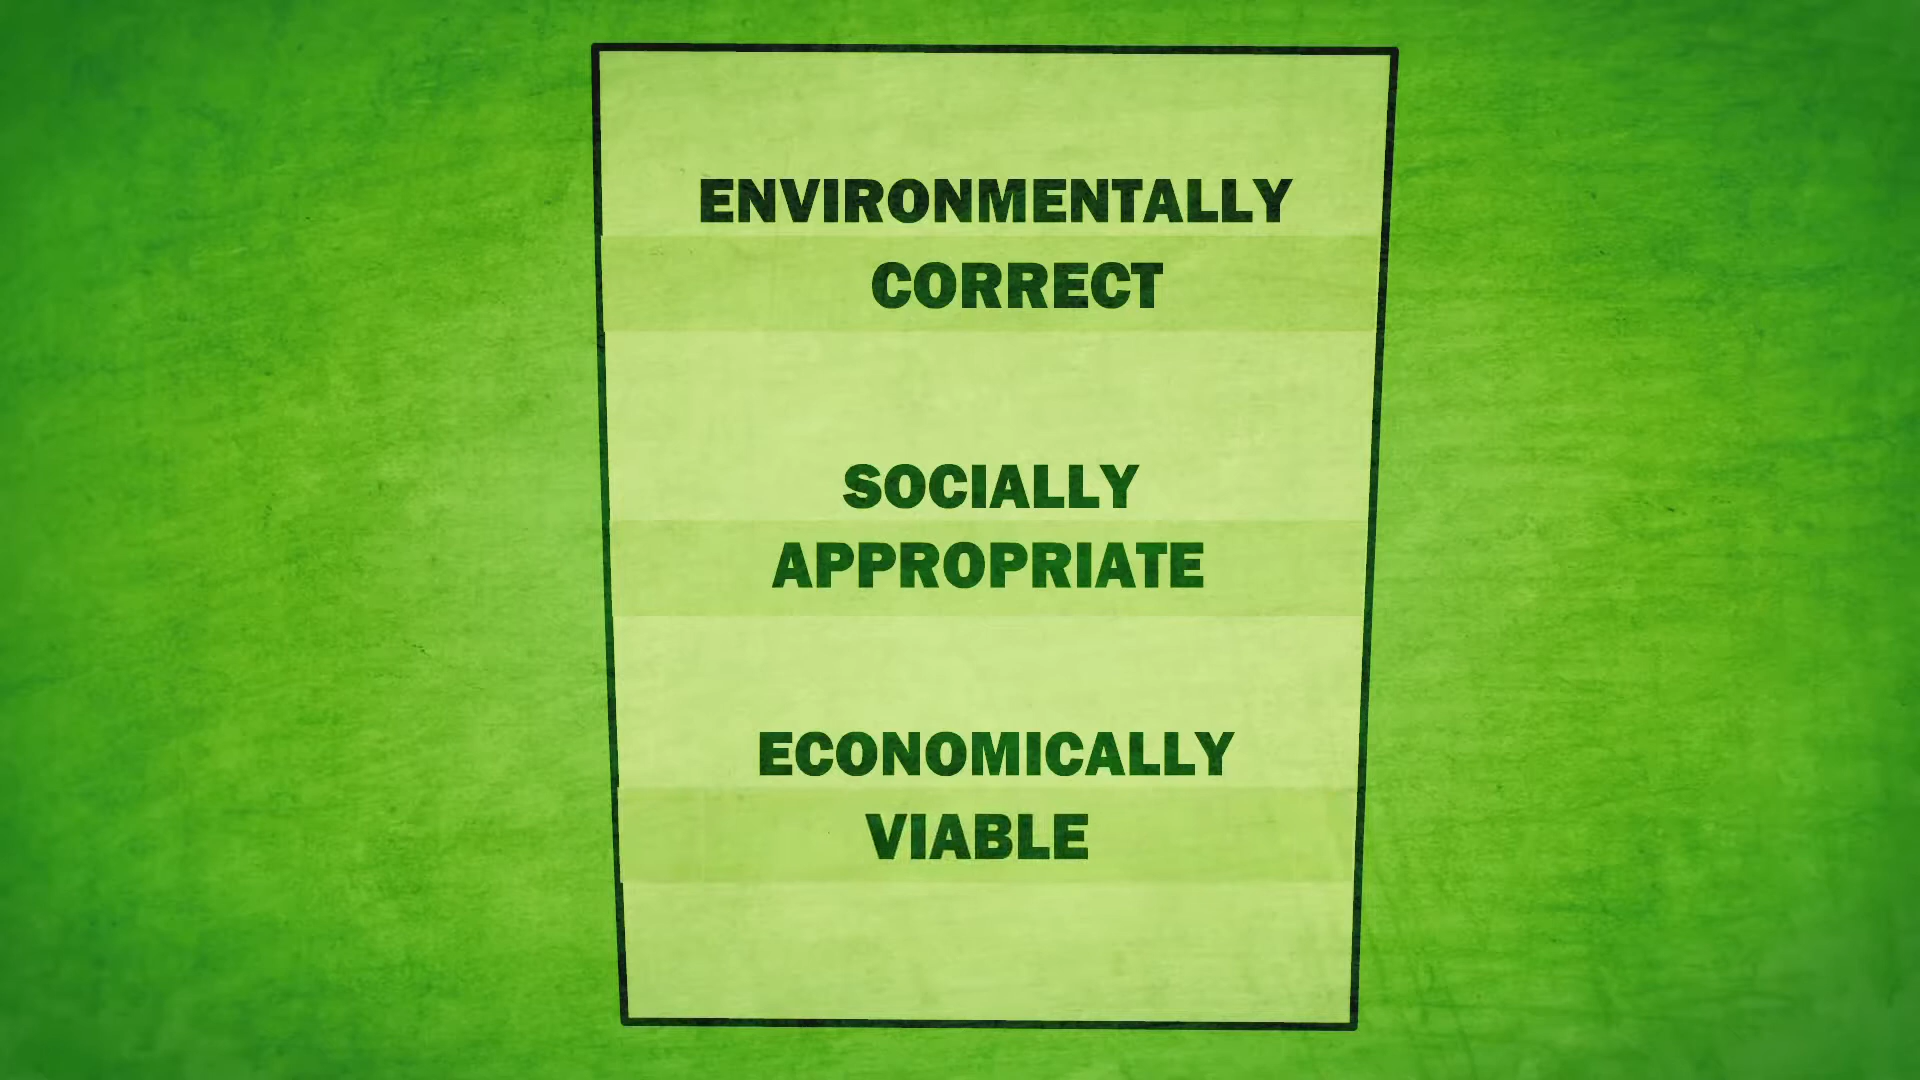 ENVIRONMENTALLY
CORRECT
SOCIALLY
APPROPRIATE
ECONOMICALLY
VIABLE